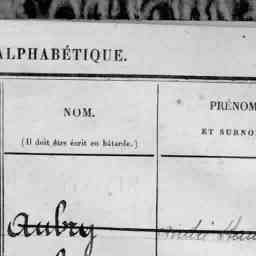 ALPHABÉTIQUE.
NOM.
(Il doit être écrit en bâtarde.)
PRÉNOM
ET SURNO
Aubry